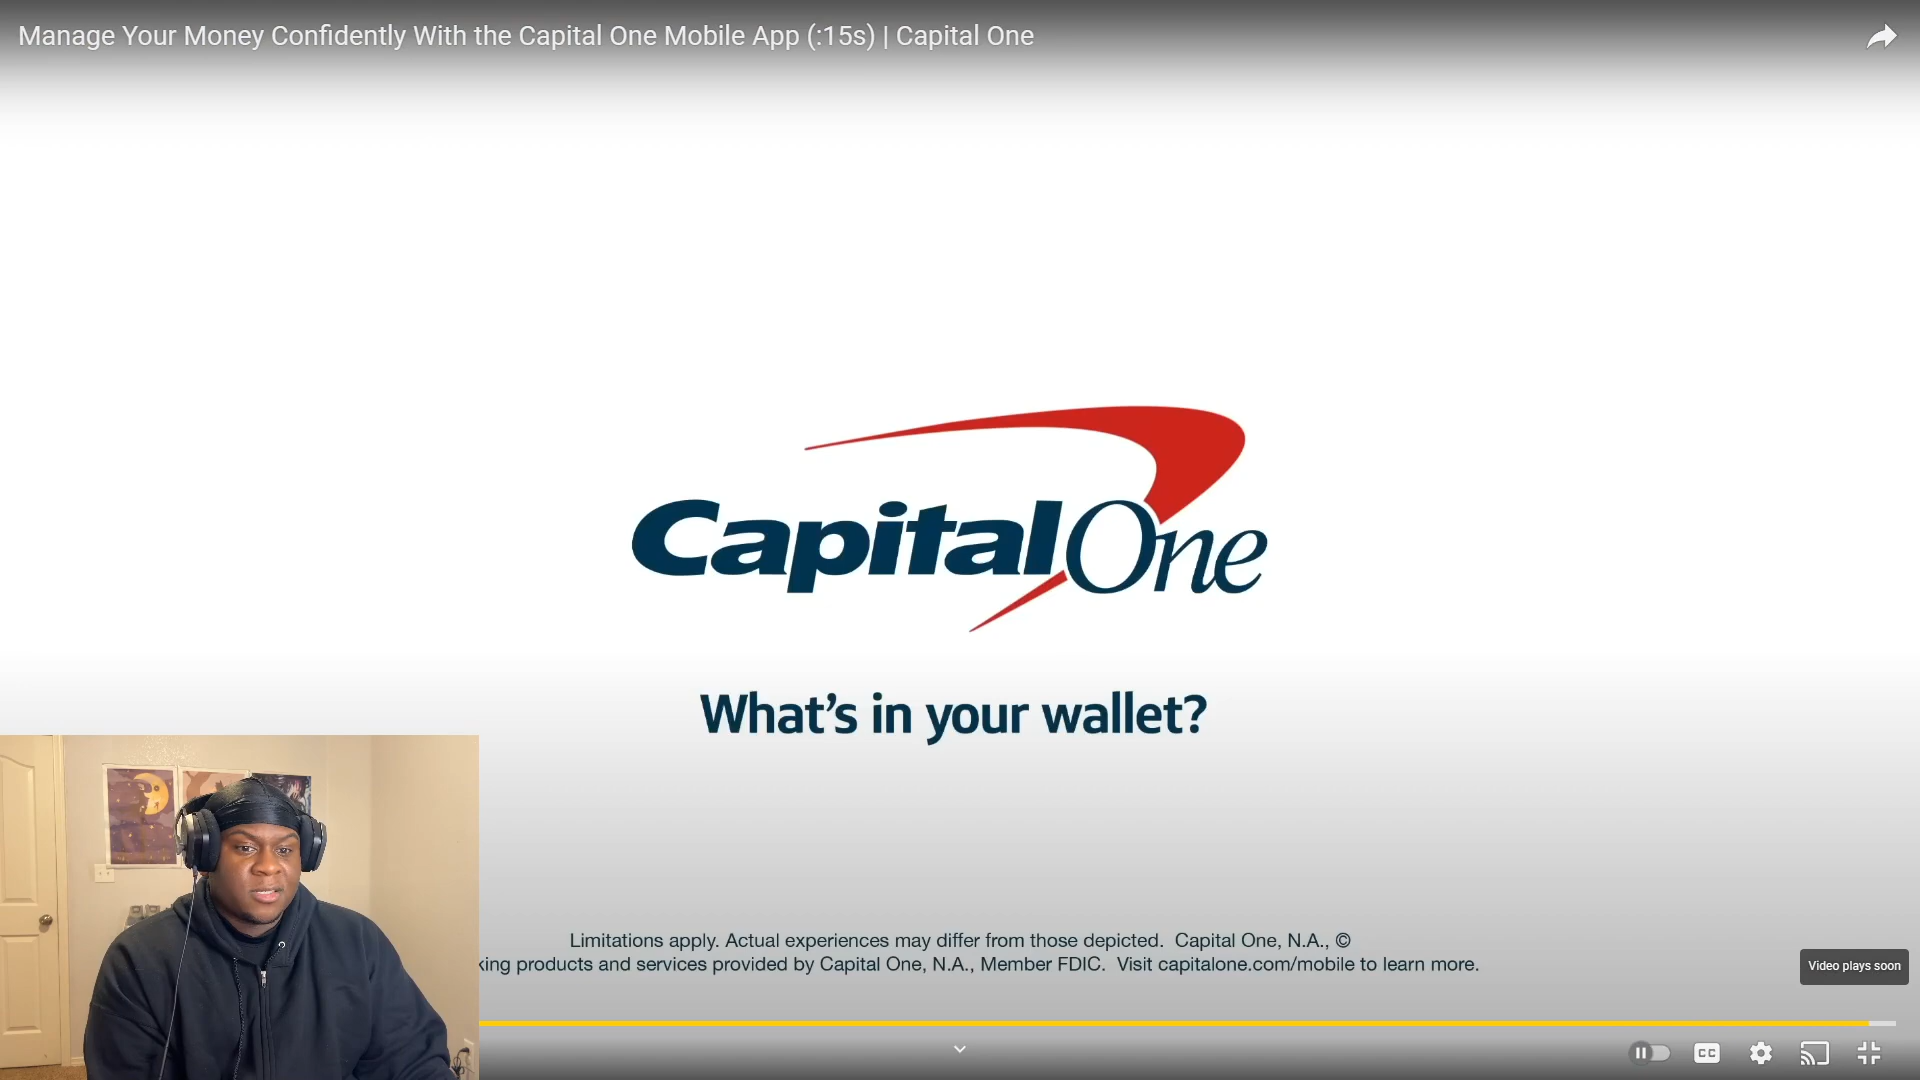 Manage Your Money Confidently With the Capital One Mobile App (:15s) | Capital One
Capital One
What's in your wallet?
Limitations apply. Actual experiences may differ from those depicted. Capital One, N.A., ©
products and services provided by Capital One, N.A., Member FDIC. Visit capitalone.com/mobile to learn more.
Video plays soon
CC